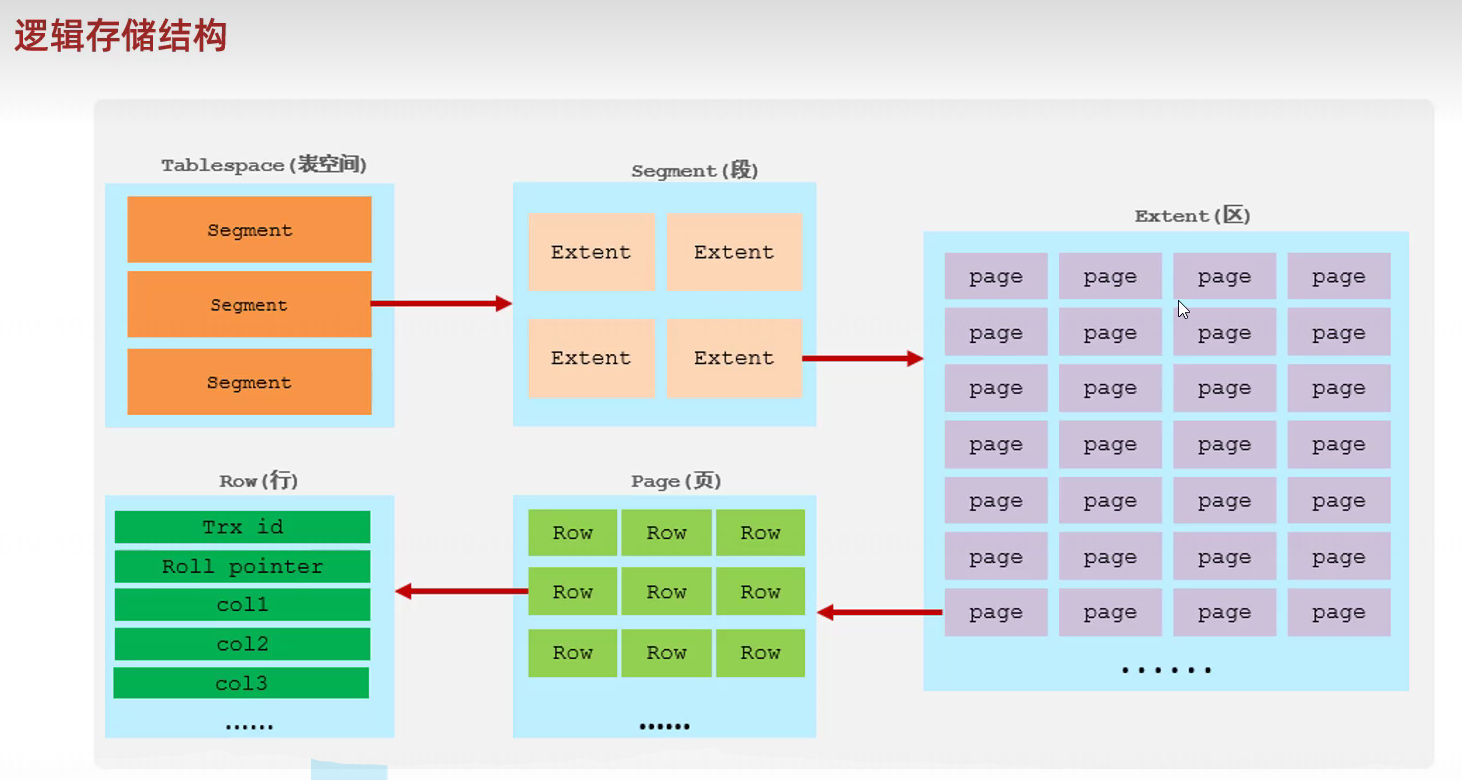 逻辑存储结构
Tablespace(表空间)
Segment
Segment
Segment
Segment(段)
Extent Extent
Extent Extent
Extent(区)
page page page page
page page page page
page page page page
page page page page
page page page page
page page page page
page page page page
......
Row(行)
Trx id
Roll pointer
col1
col2
col3
......
Page(页)
Row Row Row
Row Row Row
Row Row Row
......